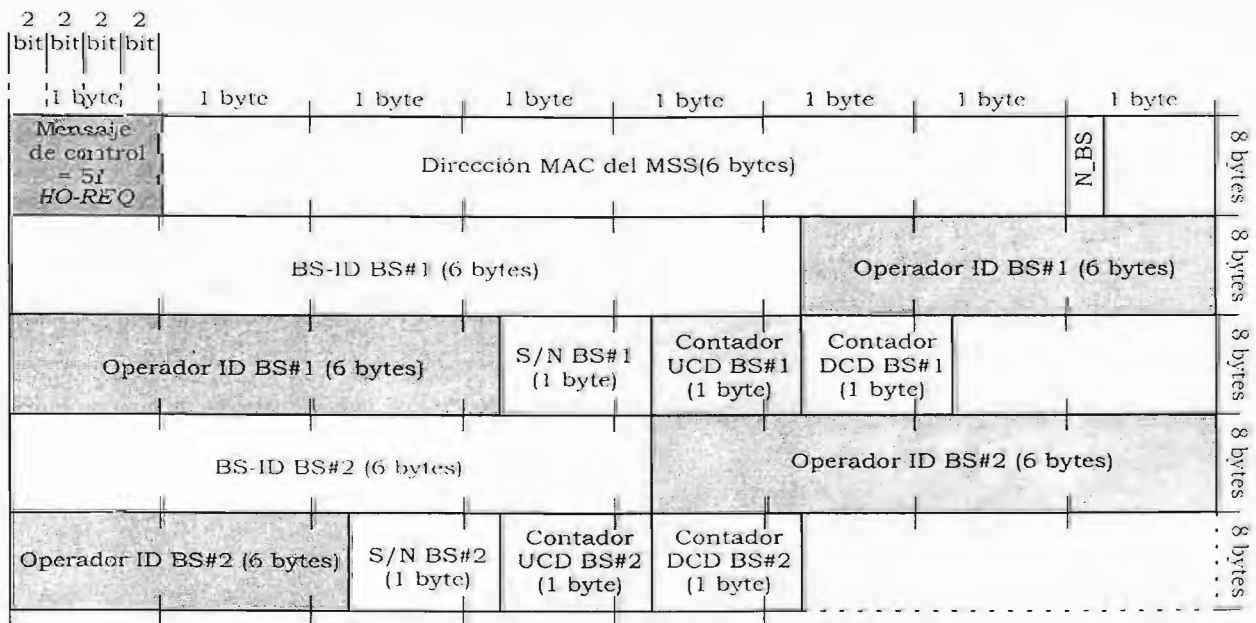 2 2 2 2
bit bit bit bit
1 byte 1 byte 1 byte 1 byte 1 byte 1 byte 1 byte 1 byte
Mensaje
de control
= 51
HO-REQ
Dirección MAC del MSS(6 bytes)
N_BS
8 bytes
BS-ID BS#1 (6 bytes)
Operador ID BS#1 (6 bytes)
8 bytes
Operador ID BS#1 (6 bytes)
S/N BS#1
(1 byte)
Contador
UCD BS#1
(1 byte)
Contador
DCD BS#1
(1 byte)
8 bytes
BS-ID BS#2 (6 bytes)
Operador ID BS#2 (6 bytes)
8 bytes
Operador ID BS#2 (6 bytes)
S/N BS#2
(1 byte)
Contador
UCD BS#2
(1 byte)
Contador
DCD BS#2
(1 byte)
8 bytes